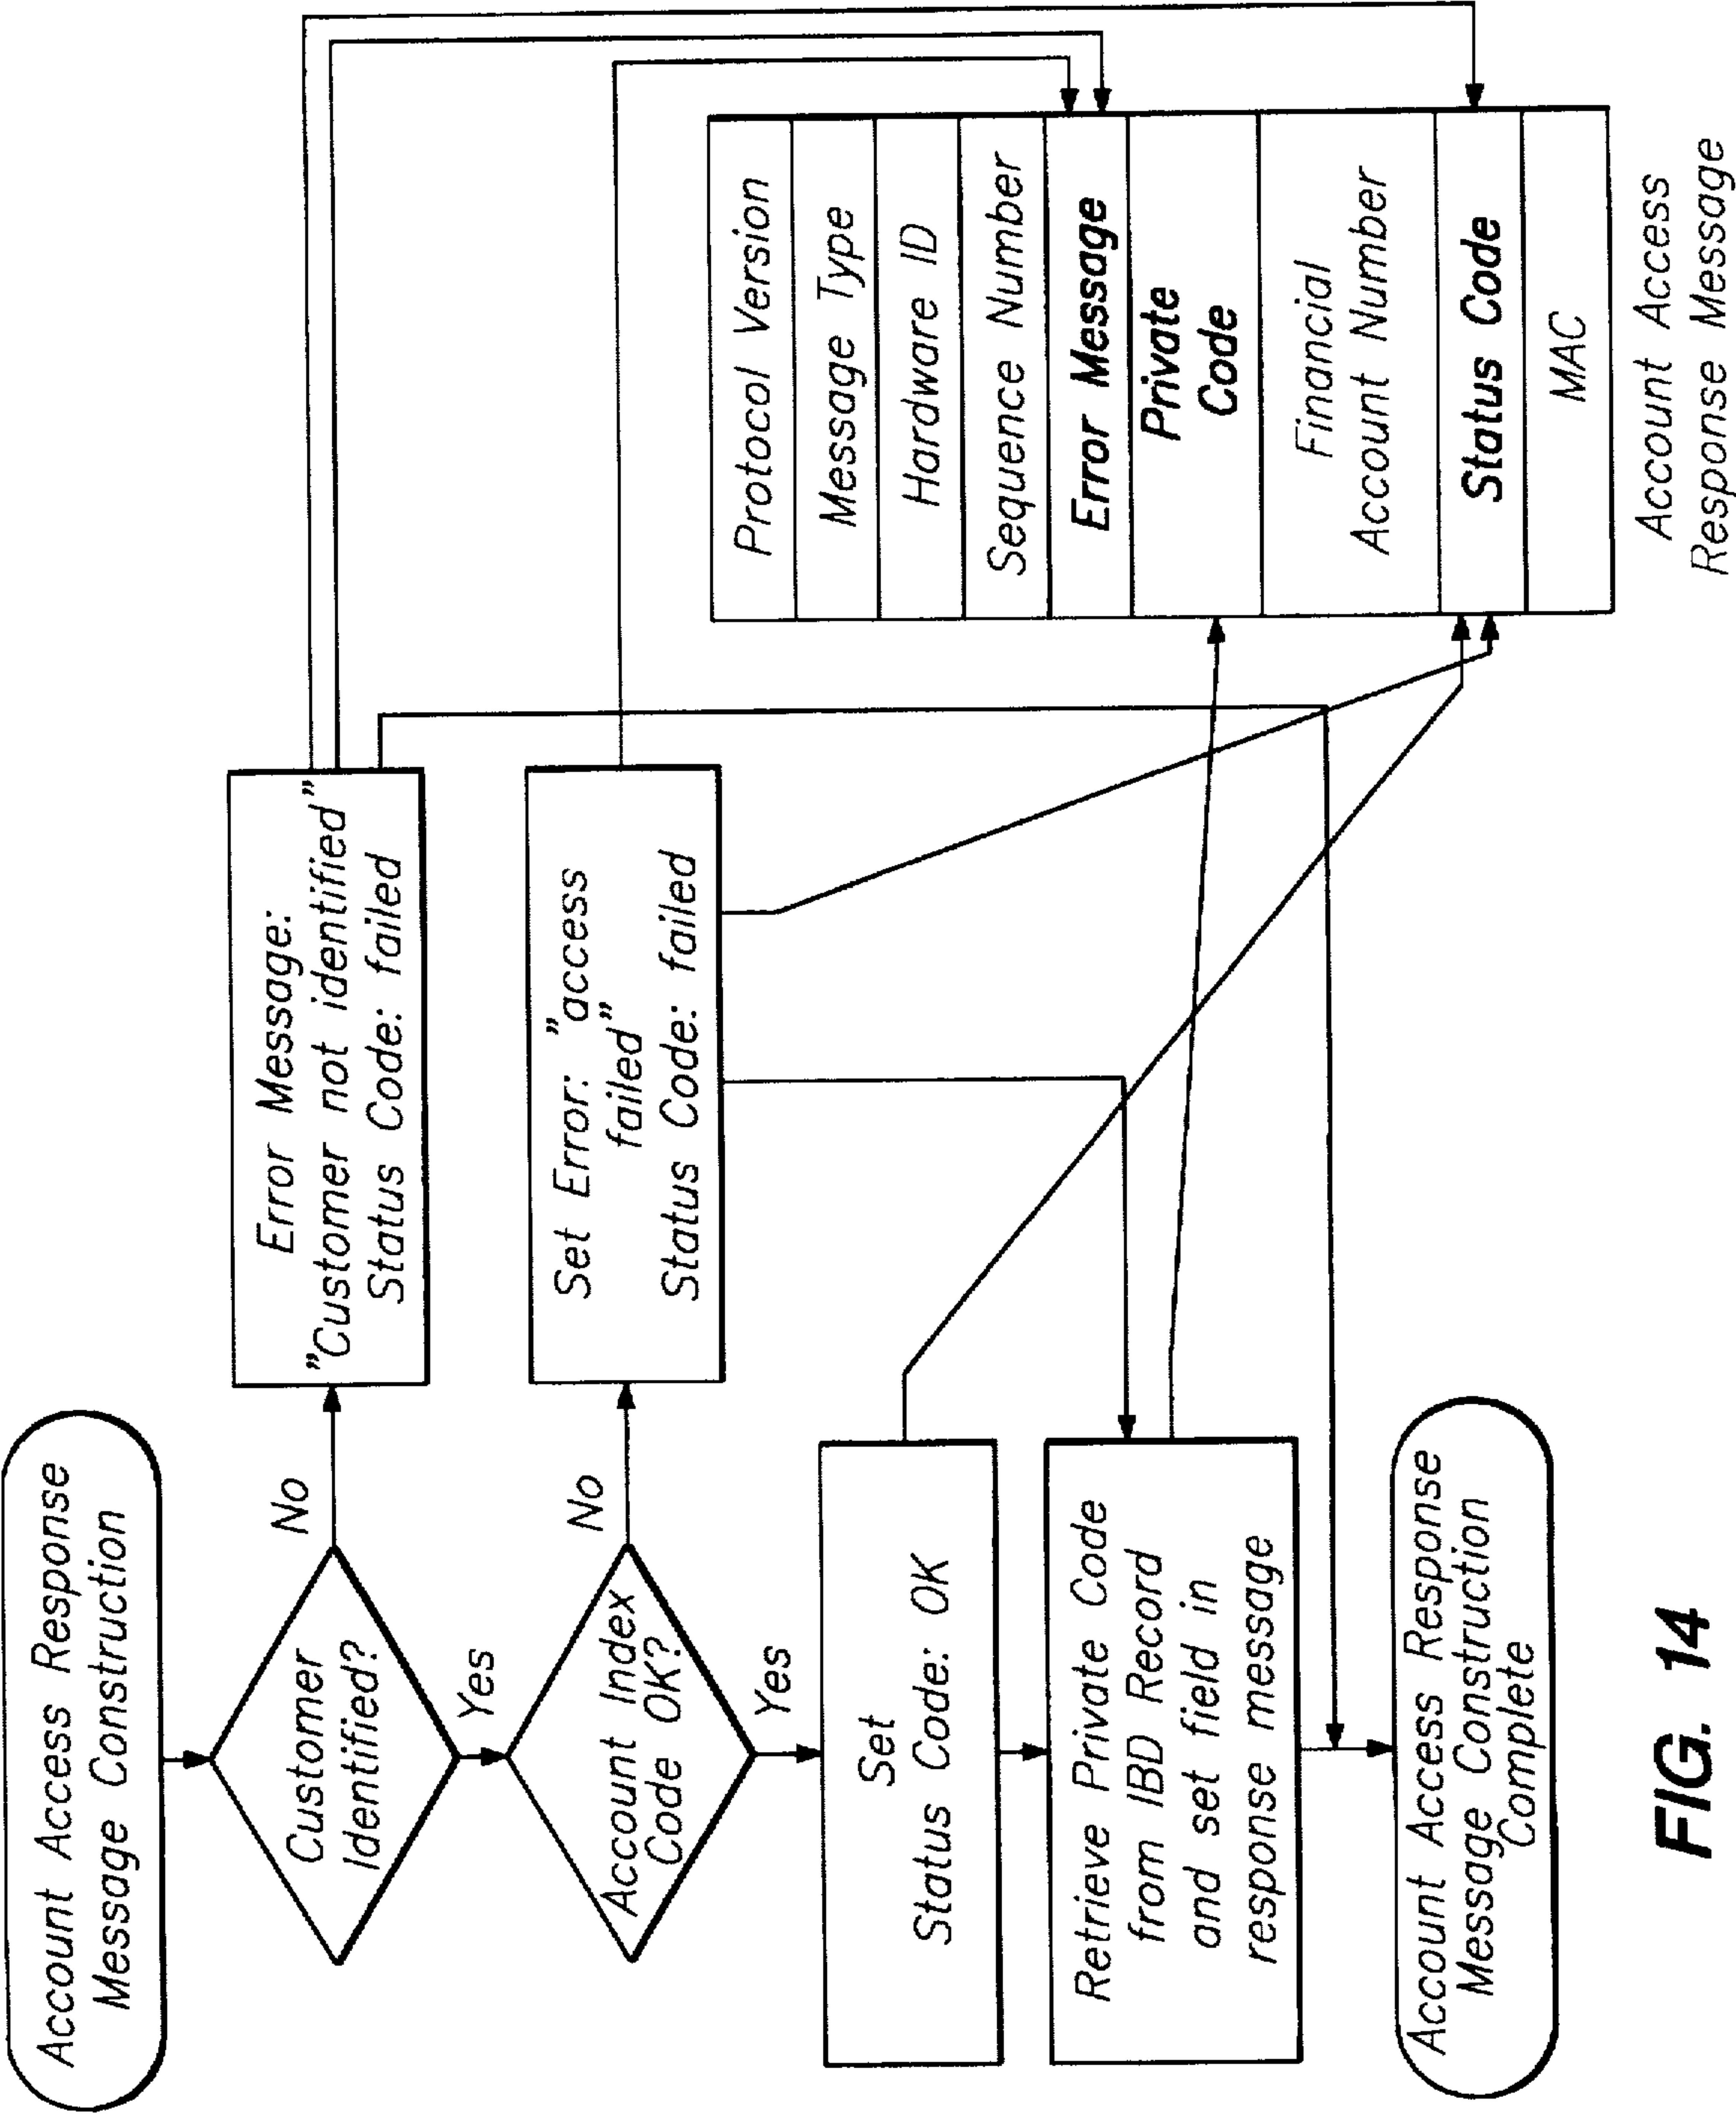 Account Access Response
Message Construction
Customer
Identified?
No
Error Message:
"Customer not identified"
Status Code: failed
Yes
Account Index
Code OK?
No
Set Error: "access
failed"
Status Code: failed
Yes
Set
Status Code: OK
Retrieve Private Code
from IBD Record
and set field in
response message
Account Access Response
Message Construction
Complete
Protocol Version
Message Type
Hardware ID
Sequence Number
Error Message
Private
Code
Financial
Account Number
Status Code
MAC
Account Access
Response Message
FIG. 14